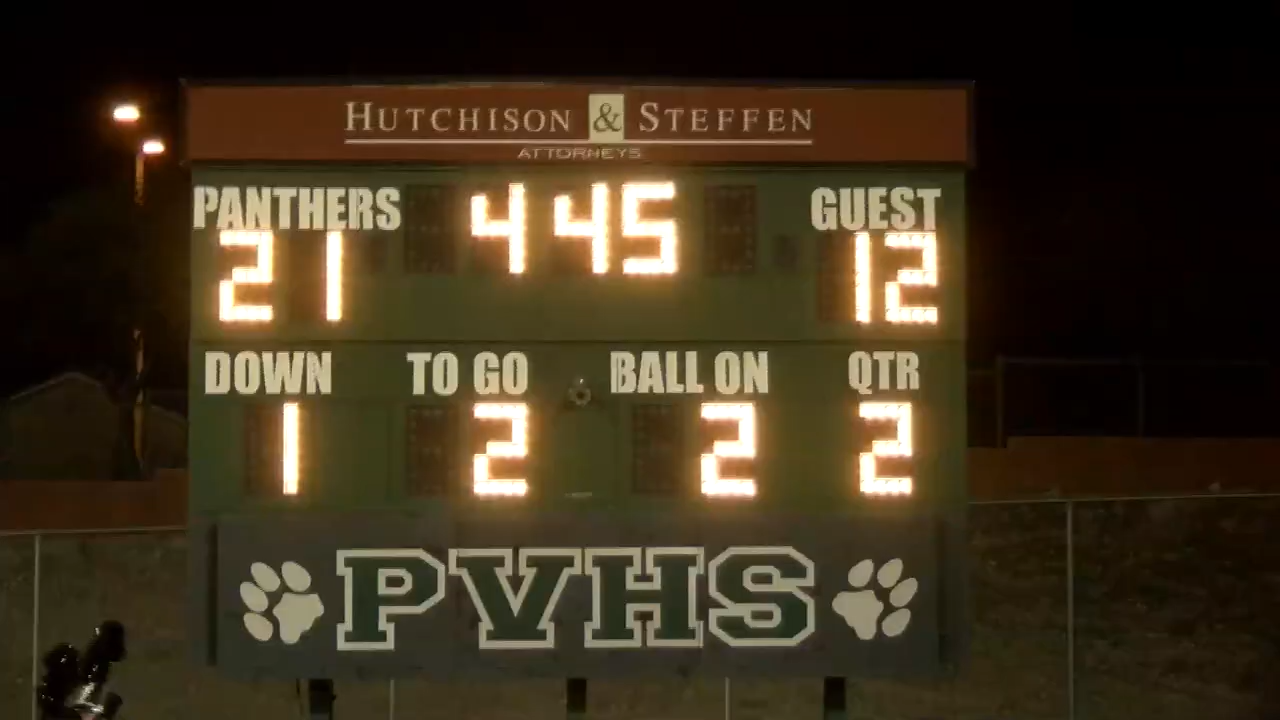 HUTCHISON & STEFFEN
ATTORNEYS
PANTHERS 4 45 GUEST
21 12
DOWN TO GO BALL ON QTR
1 2 2 2
PVHS